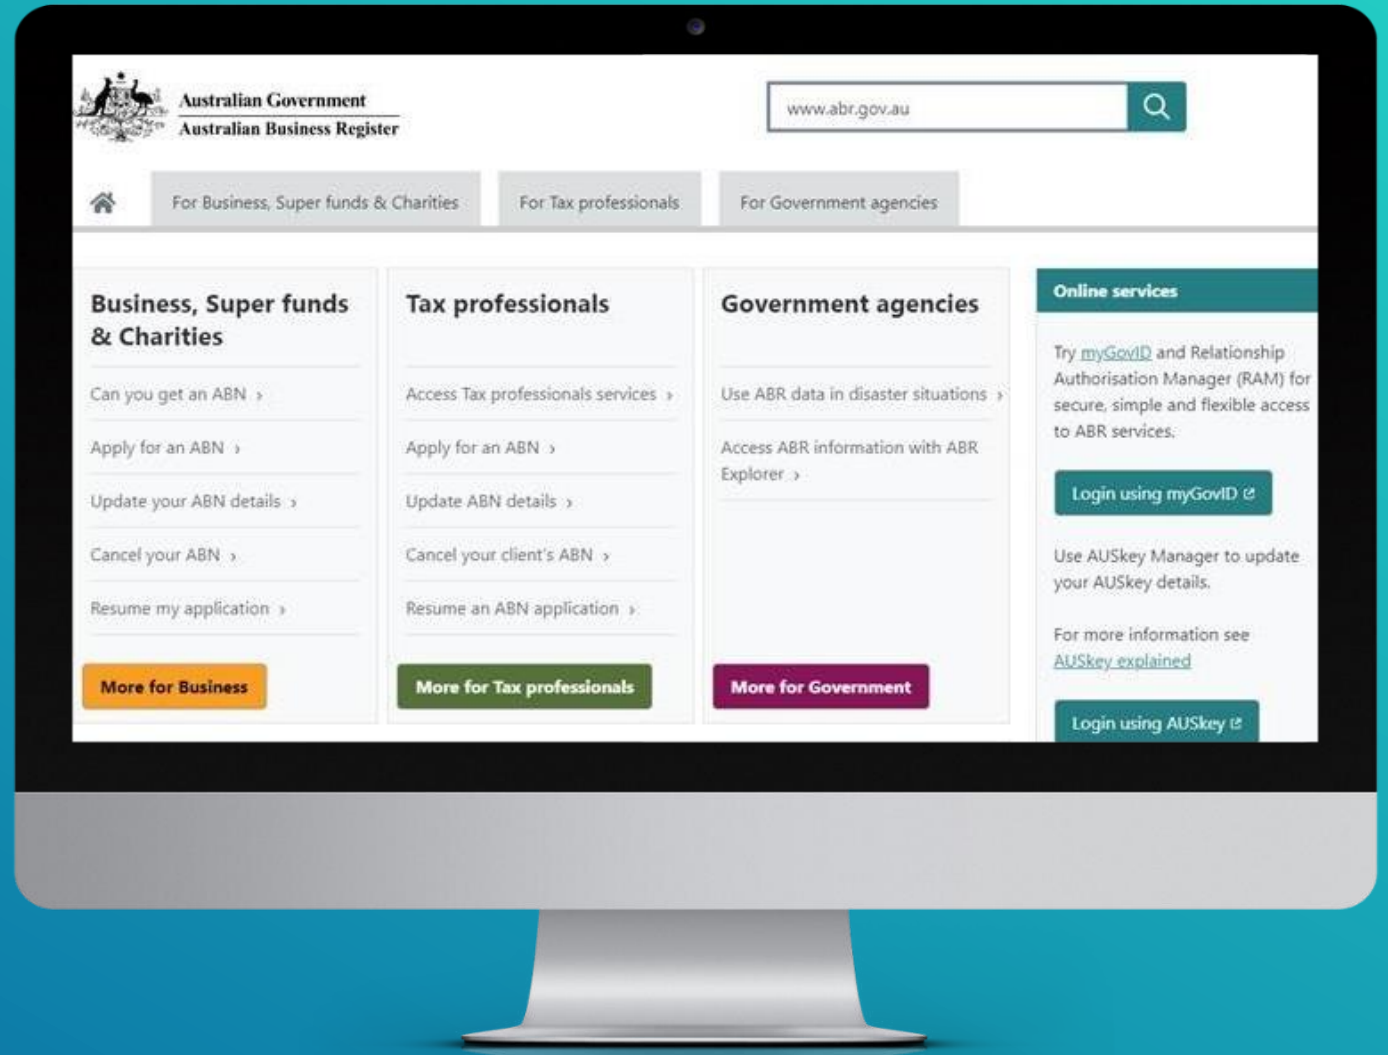 Australian Government
Australian Business Register
www.abr.gov.au
For Business, Super funds & Charities
For Tax professionals
For Government agencies
Business, Super funds
& Charities
Can you get an ABN ›
Apply for an ABN ›
Update your ABN details ›
Cancel your ABN ›
Resume my application ›
More for Business
Tax professionals
Access Tax professionals services ›
Apply for an ABN ›
Update ABN details ›
Cancel your client's ABN ›
Resume an ABN application ›
More for Tax professionals
Government agencies
Use ABR data in disaster situations ›
Access ABR information with ABR
Explorer ›
More for Government
Online services
Try myGovID and Relationship
Authorisation Manager (RAM) for
secure, simple and flexible access
to ABR services.
Login using myGovID
Use AUSkey Manager to update
your AUSkey details.
For more information see
AUSkey explained
Login using AUSkey